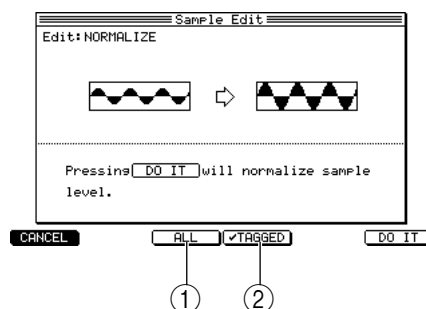 Sample Edit
Edit:NORMALIZE
Pressing DO IT will normalize sample
level.
CANCEL ALL ✔TAGGED DO IT
1 2